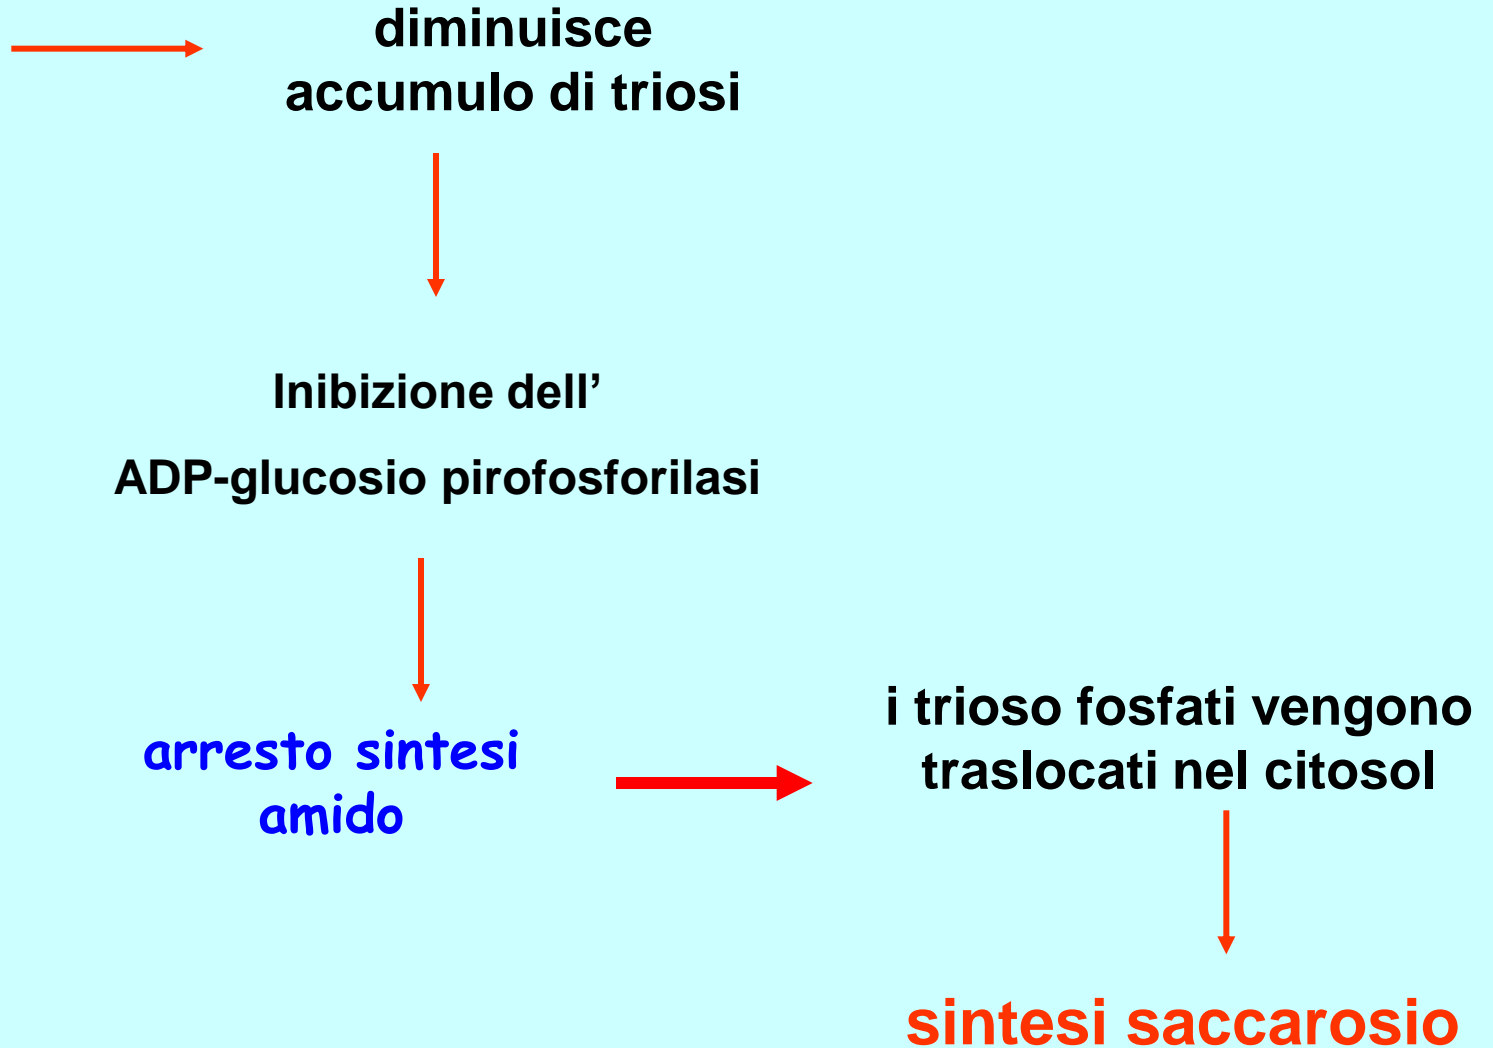 diminuisce
accumulo di triosi
Inibizione dell’
ADP-glucosio pirofosforilasi
arresto sintesi
amido
i trioso fosfati vengono
traslocati nel citosol
sintesi saccarosio